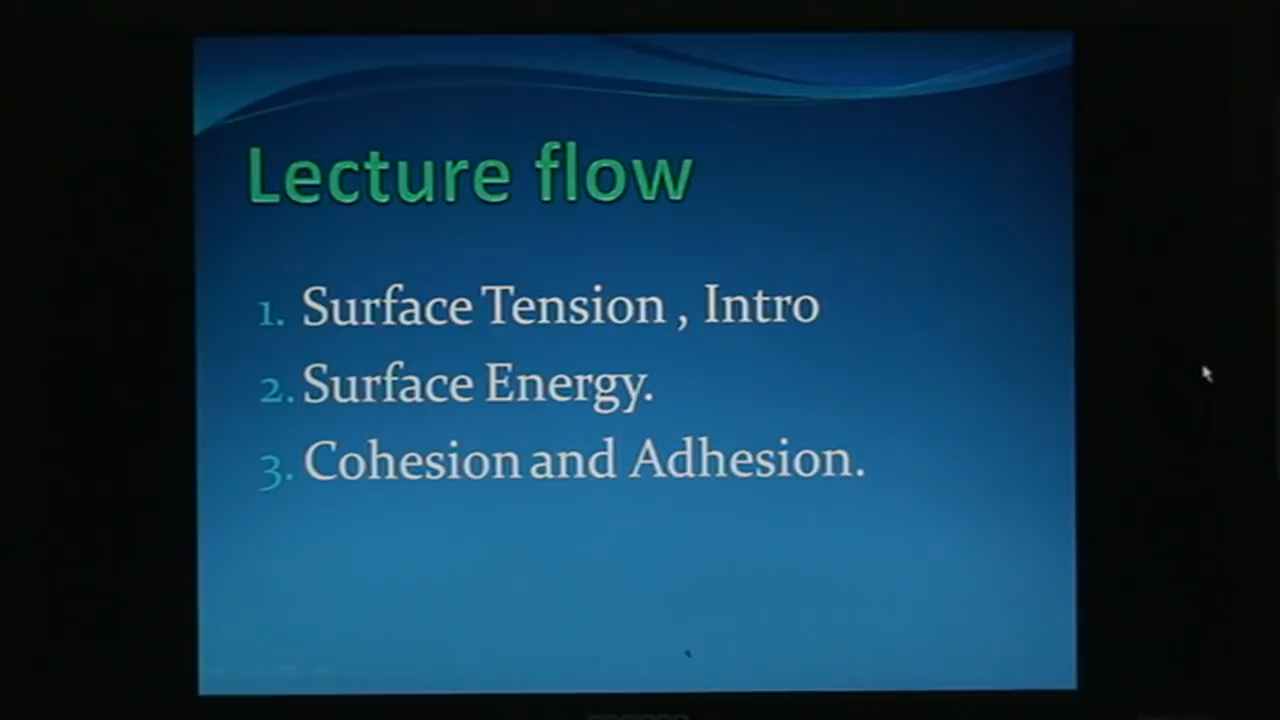 Lecture flow
1. Surface Tension , Intro
2. Surface Energy.
3. Cohesion and Adhesion.